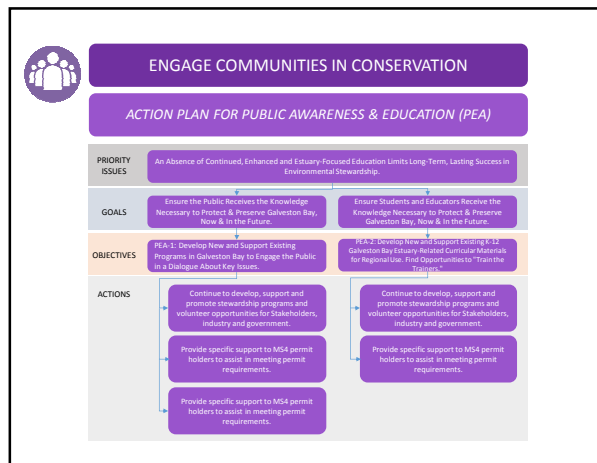 ENGAGE COMMUNITIES IN CONSERVATION
ACTION PLAN FOR PUBLIC AWARENESS & EDUCATION (PEA)
PRIORITY
ISSUES
An Absence of Continued, Enhanced and Estuary-Focused Education Limits Long-Term, Lasting Success in
Environmental Stewardship.
GOALS
Ensure the Public Receives the Knowledge
Necessary to Protect & Preserve Galveston Bay,
Now & In the Future.
Ensure Students and Educators Receive the
Knowledge Necessary to Protect & Preserve
Galveston Bay, Now & In the Future.
OBJECTIVES
PEA-1: Develop New and Support Existing
Programs in Galveston Bay to Engage the Public
in a Dialogue About Key Issues.
PEA-2: Develop New and Support Existing K-12
Galveston Bay Estuary-Related Curricular Materials
for Regional Use. Find Opportunities to "Train the
Trainers."
ACTIONS
Continue to develop, support and
promote stewardship programs and
volunteer opportunities for Stakeholders,
industry and government.
Provide specific support to MS4 permit
holders to assist in meeting permit
requirements.
Provide specific support to MS4 permit
holders to assist in meeting permit
requirements.
Continue to develop, support and
promote stewardship programs and
volunteer opportunities for Stakeholders,
industry and government.
Provide specific support to MS4 permit
holders to assist in meeting permit
requirements.